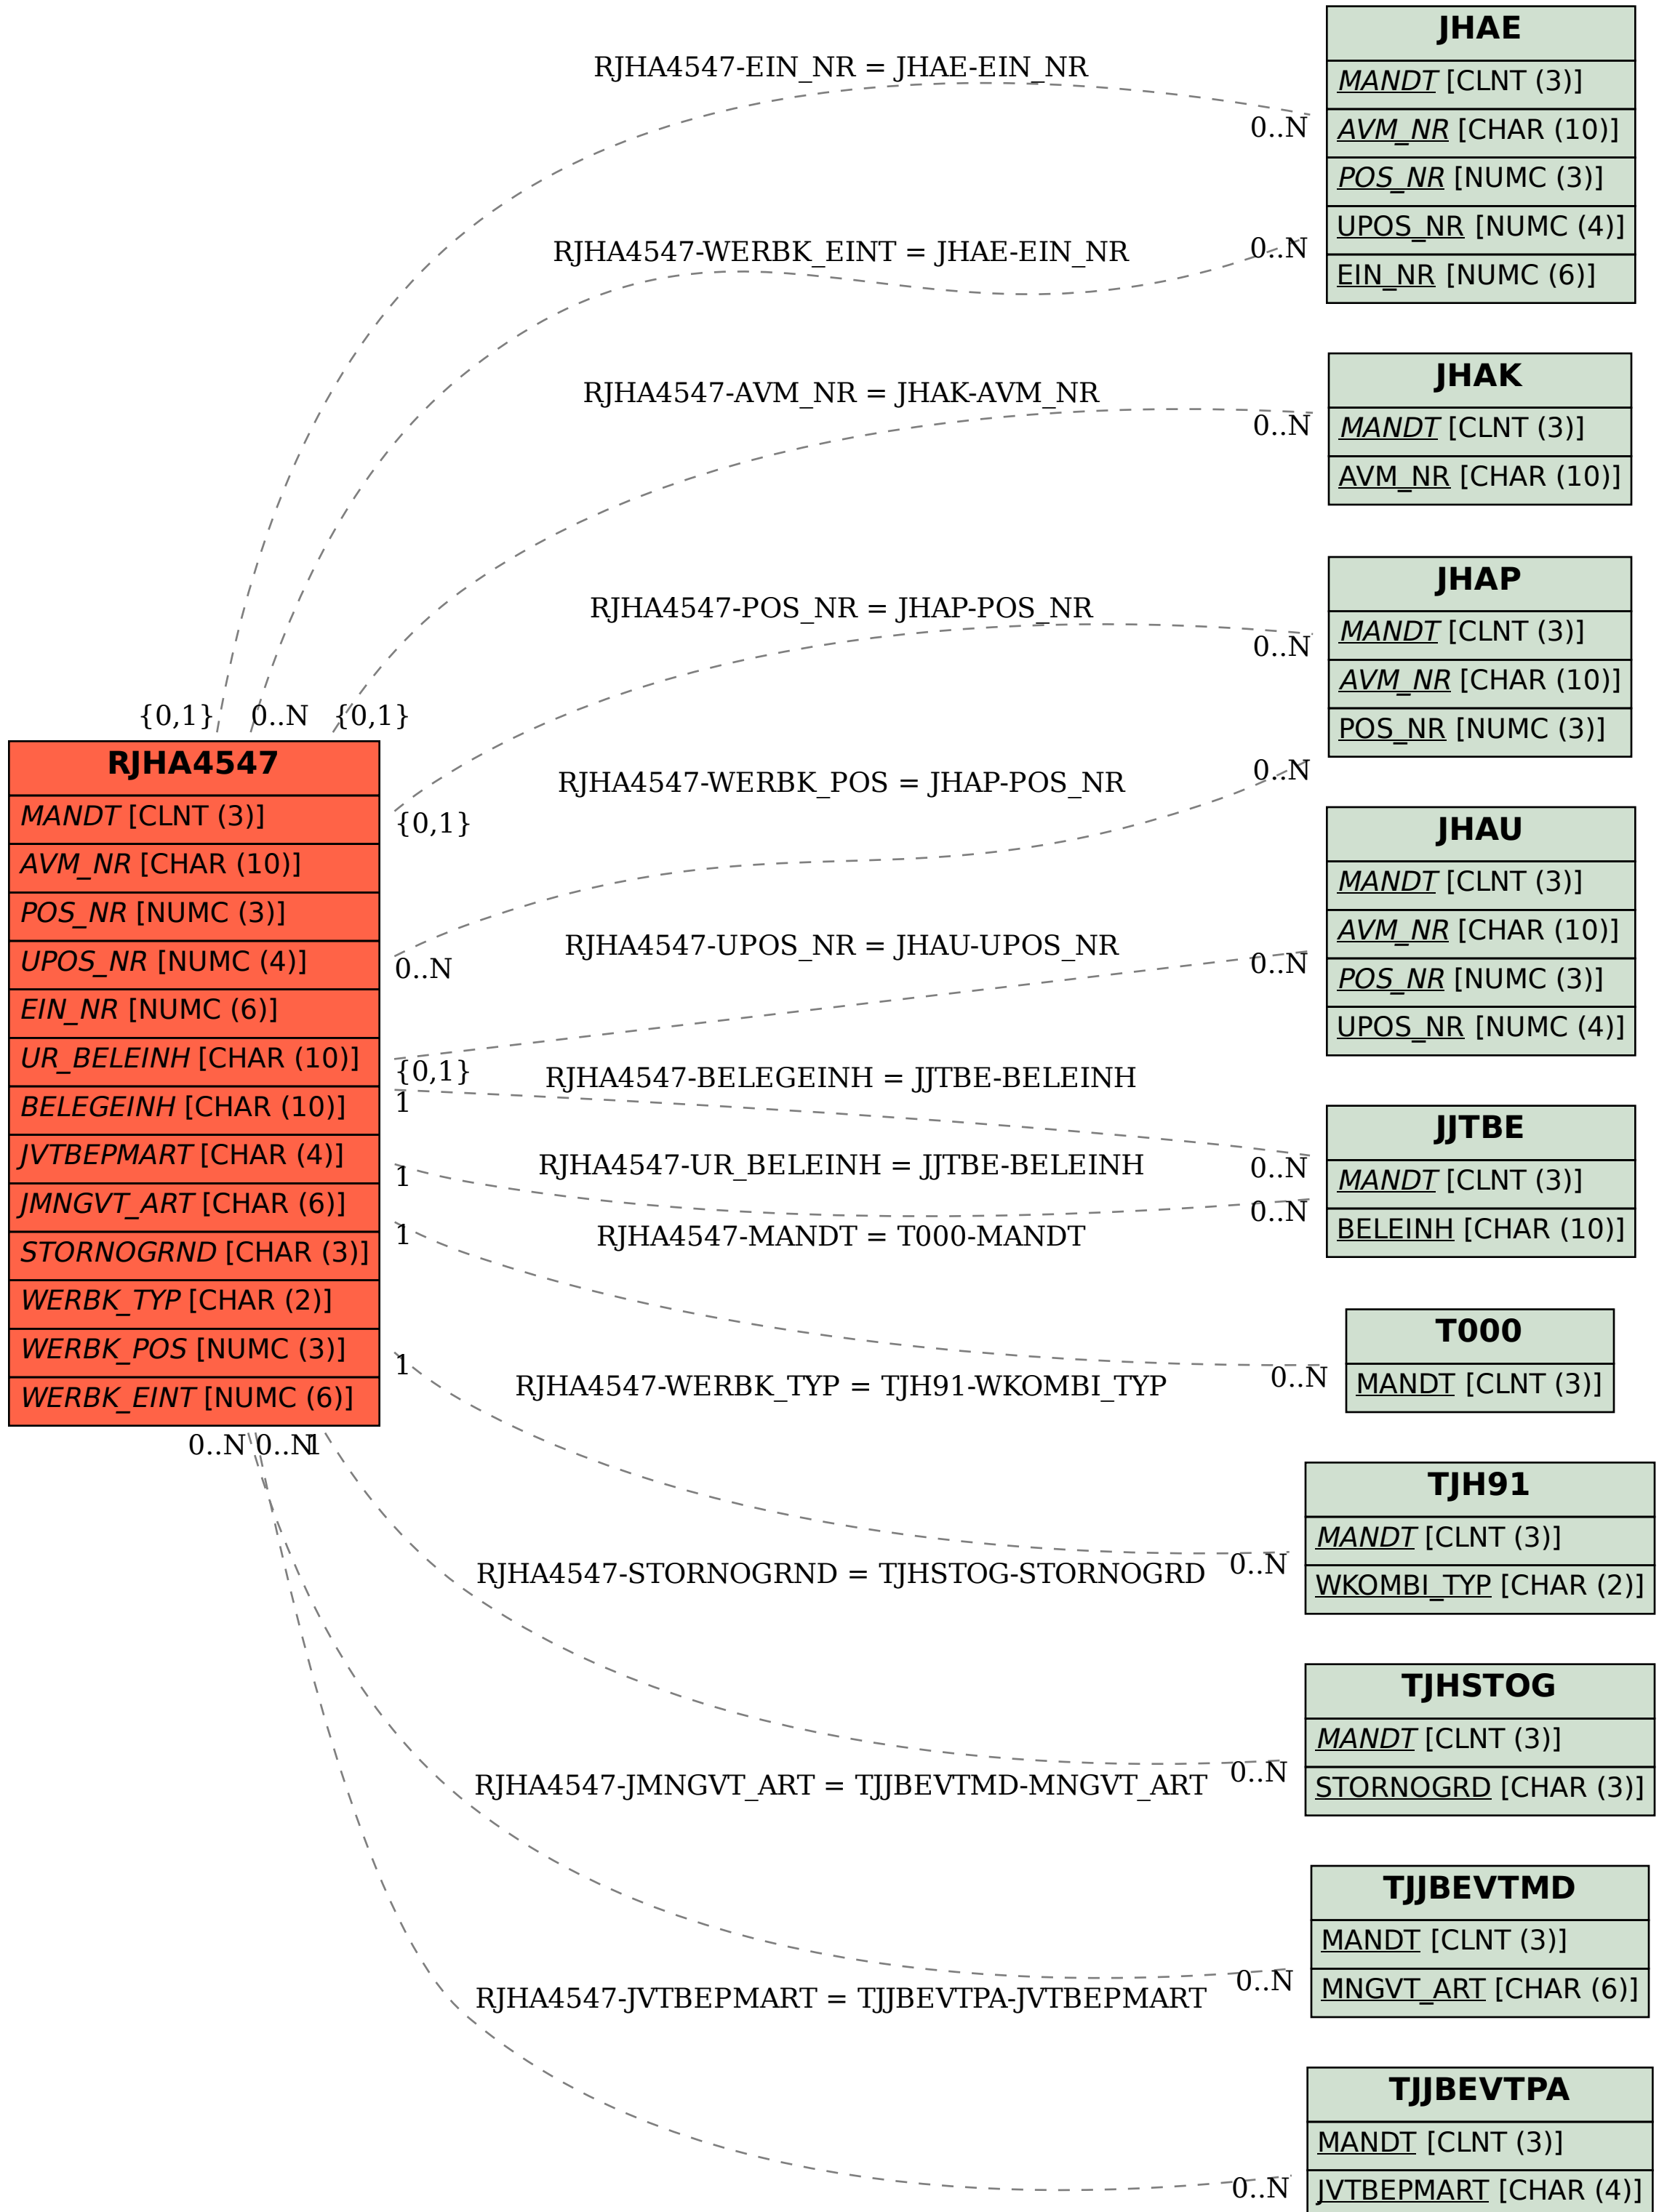 JHAE
MANDT [CLNT (3)]
AVM_NR [CHAR (10)]
POS_NR [NUMC (3)]
UPOS_NR [NUMC (4)]
EIN_NR [NUMC (6)]
RJHA4547-EIN_NR = JHAE-EIN_NR
0..N
RJHA4547-WERBK_EINT = JHAE-EIN_NR
0..N
JHAK
MANDT [CLNT (3)]
AVM_NR [CHAR (10)]
RJHA4547-AVM_NR = JHAK-AVM_NR
0..N
JHAP
MANDT [CLNT (3)]
AVM_NR [CHAR (10)]
POS_NR [NUMC (3)]
RJHA4547-POS_NR = JHAP-POS_NR
0..N
{0,1} 0..N {0,1}
RJHA4547
MANDT [CLNT (3)]
AVM_NR [CHAR (10)]
POS_NR [NUMC (3)]
UPOS_NR [NUMC (4)]
EIN_NR [NUMC (6)]
UR_BELEINH [CHAR (10)]
BELEGEINH [CHAR (10)]
JVTBEPMART [CHAR (4)]
JMNGVT_ART [CHAR (6)]
STORNOGRND [CHAR (3)]
WERBK_TYP [CHAR (2)]
WERBK_POS [NUMC (3)]
WERBK_EINT [NUMC (6)]
0..N 0..N 1
RJHA4547-WERBK_POS = JHAP-POS_NR
0..N
{0,1}
0..N
JHAU
MANDT [CLNT (3)]
AVM_NR [CHAR (10)]
POS_NR [NUMC (3)]
UPOS_NR [NUMC (4)]
RJHA4547-UPOS_NR = JHAU-UPOS_NR
0..N
{0,1}
RJHA4547-BELEGEINH = JJTBE-BELEINH
1
0..N
JJTBE
MANDT [CLNT (3)]
BELEINH [CHAR (10)]
RJHA4547-UR_BELEINH = JJTBE-BELEINH
1
0..N
RJHA4547-MANDT = T000-MANDT
1
0..N
T000
MANDT [CLNT (3)]
RJHA4547-WERBK_TYP = TJH91-WKOMBI_TYP
1
0..N
TJH91
MANDT [CLNT (3)]
WKOMBI_TYP [CHAR (2)]
RJHA4547-STORNOGRND = TJHSTOG-STORNOGRD
0..N
TJHSTOG
MANDT [CLNT (3)]
STORNOGRD [CHAR (3)]
RJHA4547-JMNGVT_ART = TJJBEVTMD-MNGVT_ART
0..N
TJJBEVTMD
MANDT [CLNT (3)]
MNGVT_ART [CHAR (6)]
RJHA4547-JVTBEPMART = TJJBEVTPA-JVTBEPMART
0..N
TJJBEVTPA
MANDT [CLNT (3)]
JVTBEPMART [CHAR (4)]